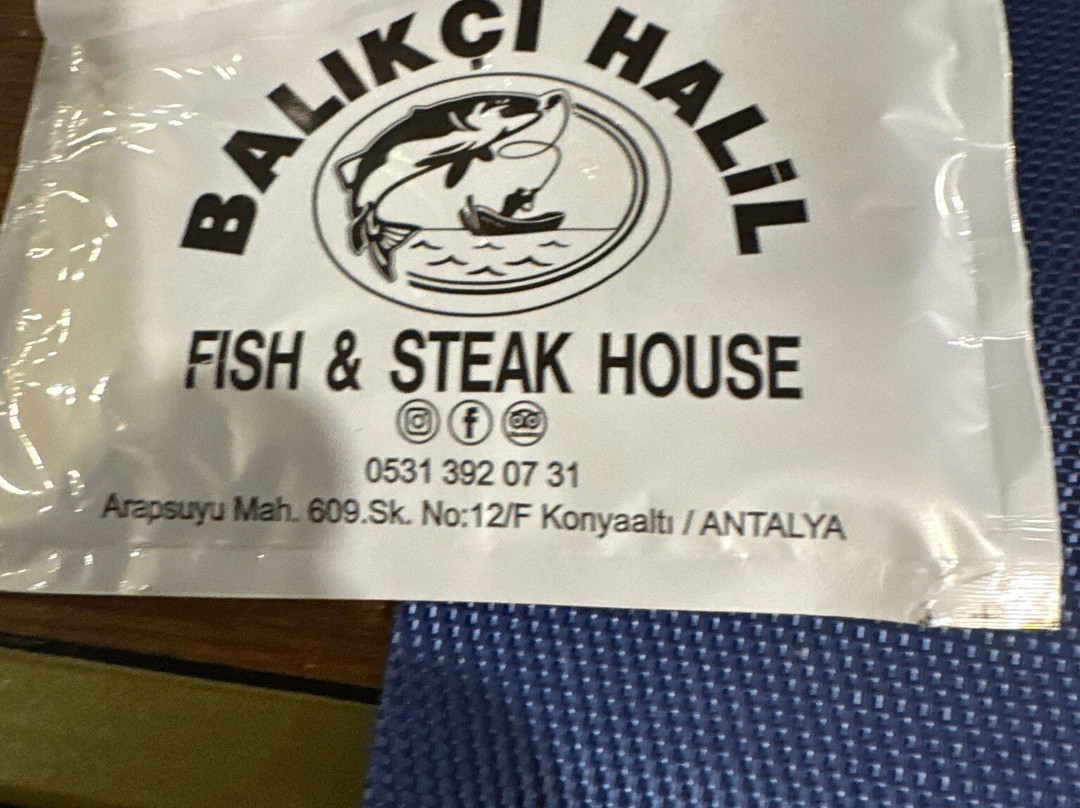 BALIKÇI HALİL
FISH & STEAK HOUSE
0531 392 07 31
Arapsuyu Mah. 609.Sk. No:12/F Konyaaltı / ANTALYA